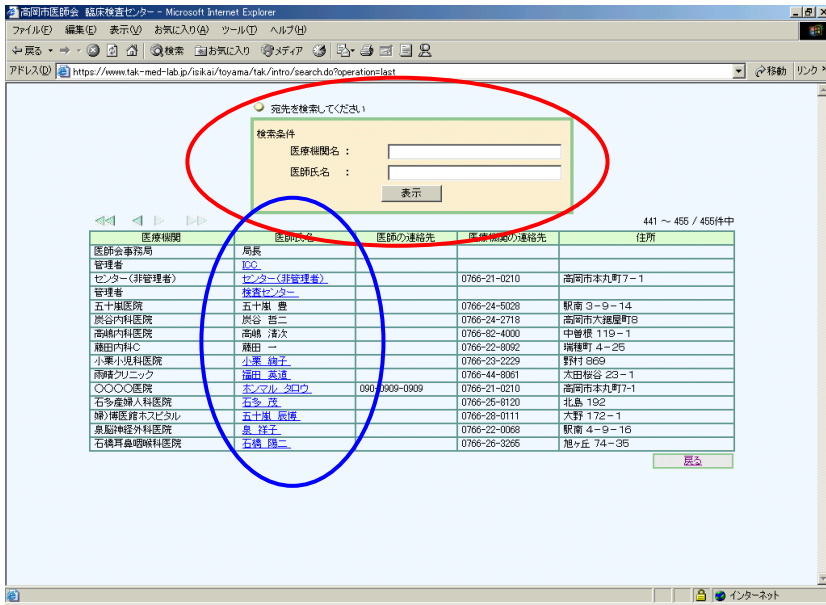 高岡市医師会 臨床検査センター - Microsoft Internet Explorer
ファイル(F) 編集(E) 表示(V) お気に入り(A) ツール(T) ヘルプ(H)
戻る 検索 お気に入り メディア
アドレス(D) https://www.tak-med-lab.jp/isikai/toyama/tak/intro/search.do?operation=last 移動 リンク
宛先を検索してください
検索条件
医療機関名 :
医師氏名 :
表示
441 ~ 455 / 455件中
医療機関 医師氏名 医師の連絡先 医療機関の連絡先 住所
医師会事務局 局長
管理者 ICC
センター(非管理者) センター(非管理者) 0766-21-0210 高岡市本丸町7-1
管理者 検査センター
五十嵐医院 五十嵐 豊 0766-24-5028 駅南 3-9-14
炭谷内科医院 炭谷 哲二 0766-24-2718 高岡市大鋸屋町8
高嶋内科医院 高嶋 清次 0766-82-4000 中曽根 119-1
藤田内科C 藤田 一 0766-22-8092 瑞穂町 4-25
小栗小児科医院 小栗 絢子 0766-23-2229 野村 869
雨晴クリニック 福田 英道 0766-44-8061 太田桜谷 23-1
〇〇〇〇医院 ホンマル タロウ 090-0909-0909 0766-21-0210 高岡市本丸町7-1
石多産婦人科医院 石多 茂 0766-25-8120 北島 192
婦)博医館ホスピタル 五十嵐 辰博 0766-28-0111 大野 172-1
泉脳神経外科医院 泉 祥子 0766-22-0068 駅南 4-9-16
石橋耳鼻咽喉科医院 石橋 陽二 0766-26-3265 旭ヶ丘 74-35
戻る
インターネット